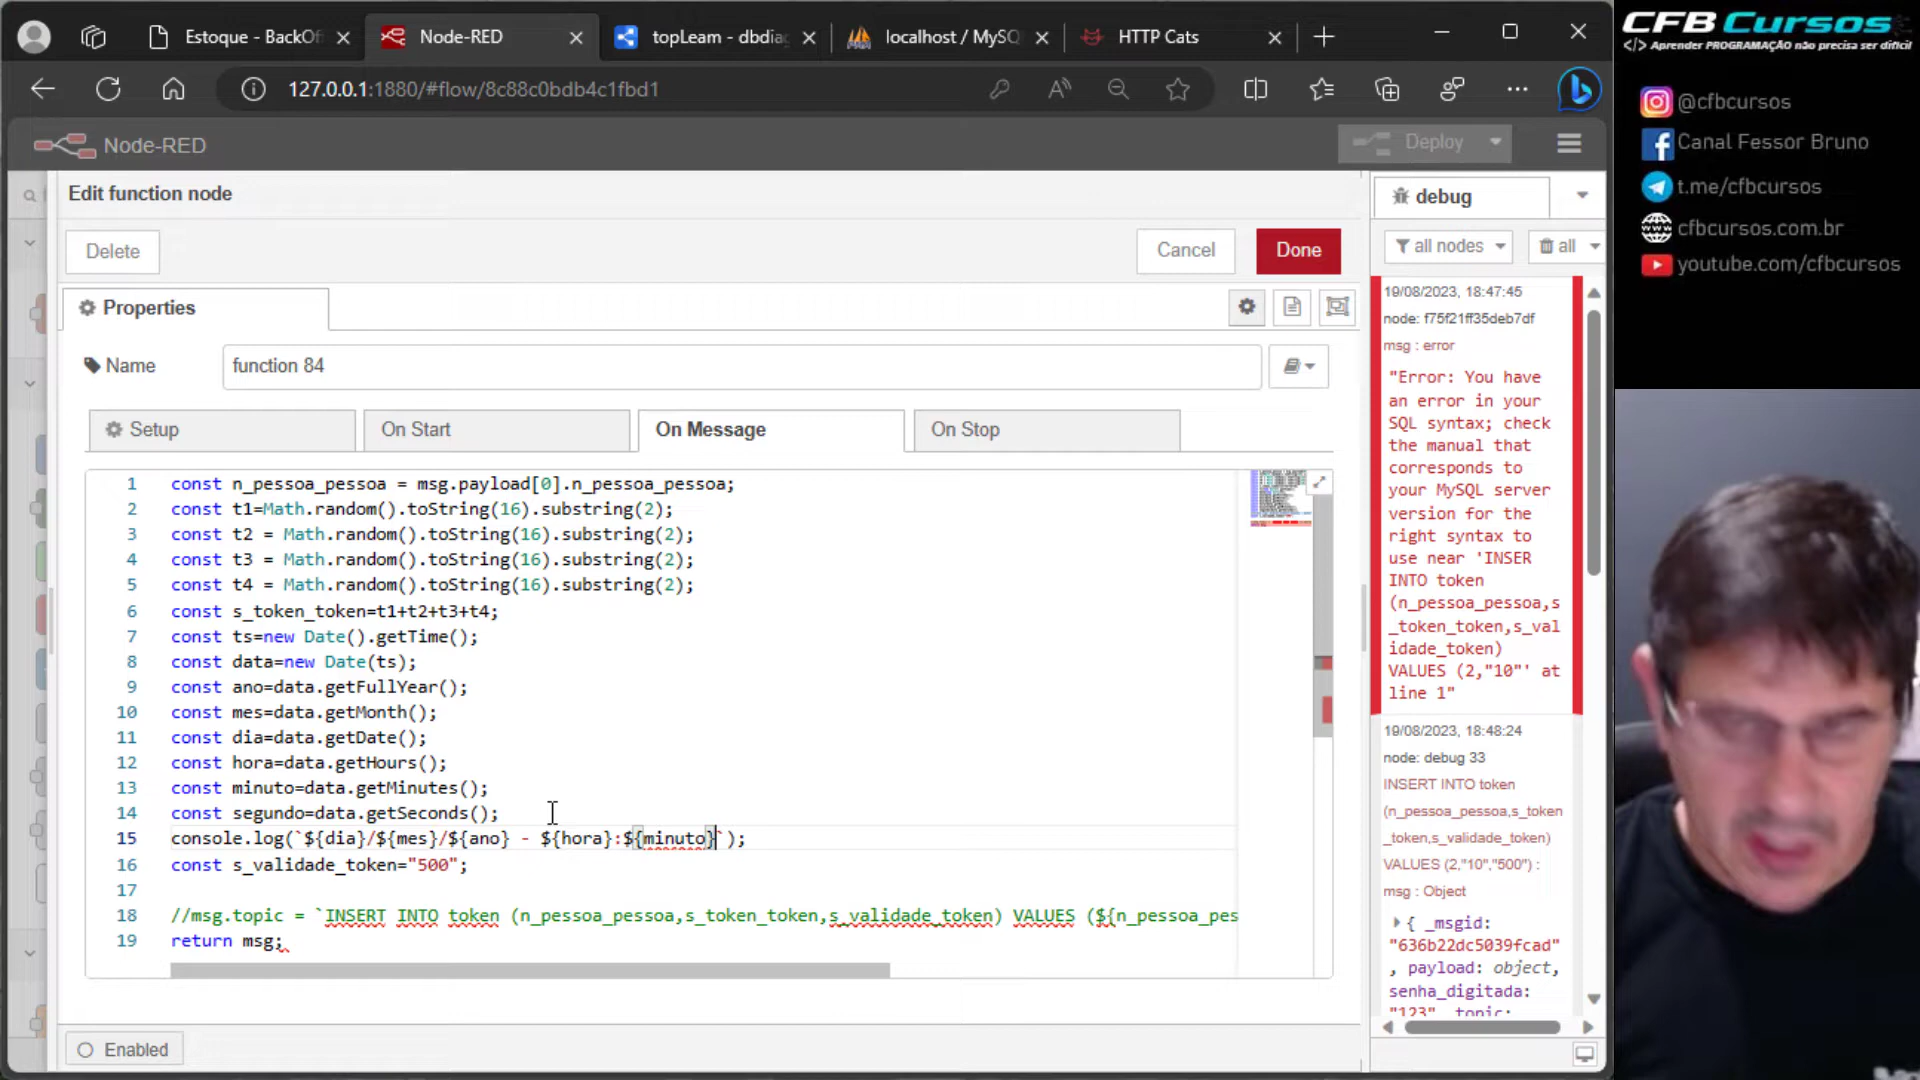 Estoque - BackOf
Node-RED
topLeam - dbdia
localhost / MySQ
HTTP Cats
127.0.0.1:1880/#flow/8c88c0bdb4c1fbd1
Node-RED
Deploy
Edit function node
Delete
Cancel
Done
Properties
Name
function 84
Setup
On Start
On Message
On Stop
1 const n_pessoa_pessoa = msg.payload[0].n_pessoa_pessoa;
2 const t1=Math.random().toString(16).substring(2);
3 const t2 = Math.random().toString(16).substring(2);
4 const t3 = Math.random().toString(16).substring(2);
5 const t4 = Math.random().toString(16).substring(2);
6 const s_token_token=t1+t2+t3+t4;
7 const ts=new Date().getTime();
8 const data=new Date(ts);
9 const ano=data.getFullYear();
10 const mes=data.getMonth();
11 const dia=data.getDate();
12 const hora=data.getHours();
13 const minuto=data.getMinutes();
14 const segundo=data.getSeconds();
15 console.log(`${dia}/${mes}/${ano} - ${hora}:${minuto}`);
16 const s_validade_token="500";
17
18 //msg.topic = `INSERT INTO token (n_pessoa_pessoa,s_token_token,s_validade_token) VALUES (${n_pessoa_pes
19 return msg;
Enabled
debug
all nodes
all
19/08/2023, 18:47:45
node: f75f21ff35deb7df
msg : error
"Error: You have
an error in your
SQL syntax; check
the manual that
corresponds to
your MySQL server
version for the
right syntax to
use near 'INSER
INTO token
(n_pessoa_pessoa,s
_token_token,s_val
idade_token)
VALUES (2,"10"' at
line 1"
19/08/2023, 18:48:24
node: debug 33
INSERT INTO token
(n_pessoa_pessoa,s_token
_token,s_validade_token)
VALUES (2,"10","500") :
msg : Object
{ _msgid:
"636b22dc5039fcad"
, payload: object,
senha_digitada:
"123", topic:
CFB Cursos
</> Aprender PROGRAMAÇÃO não precisa ser difícil
@cfbcursos
Canal Fessor Bruno
t.me/cfbcursos
cfbcursos.com.br
youtube.com/cfbcursos